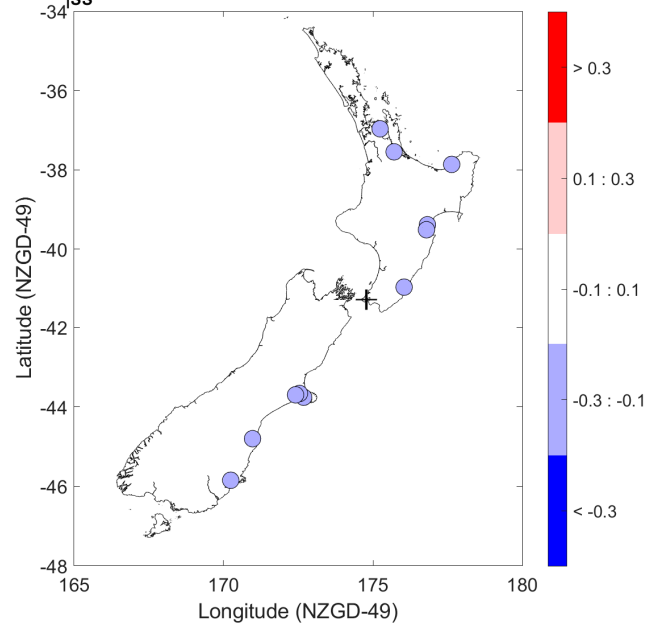 -34
-36
-38
-40
-42
-44
-46
-48
165
170
175
180
Longitude (NZGD-49)
Latitude (NZGD-49)
> 0.3
0.1 : 0.3
-0.1 : 0.1
-0.3 : -0.1
< -0.3